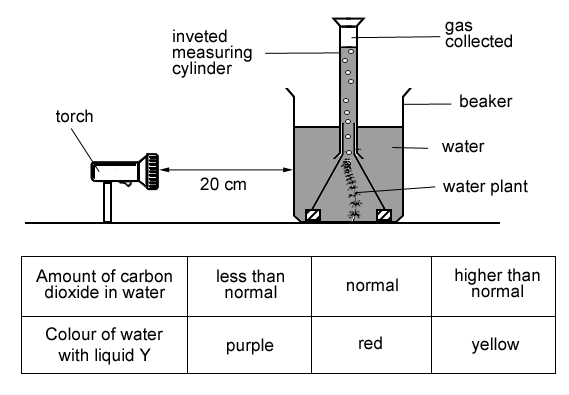 inveted
measuring
cylinder
gas
collected
beaker
torch
water
20 cm
water plant
Amount of carbon
dioxide in water
less than
normal
normal
higher than
normal
Colour of water
with liquid Y
purple
red
yellow